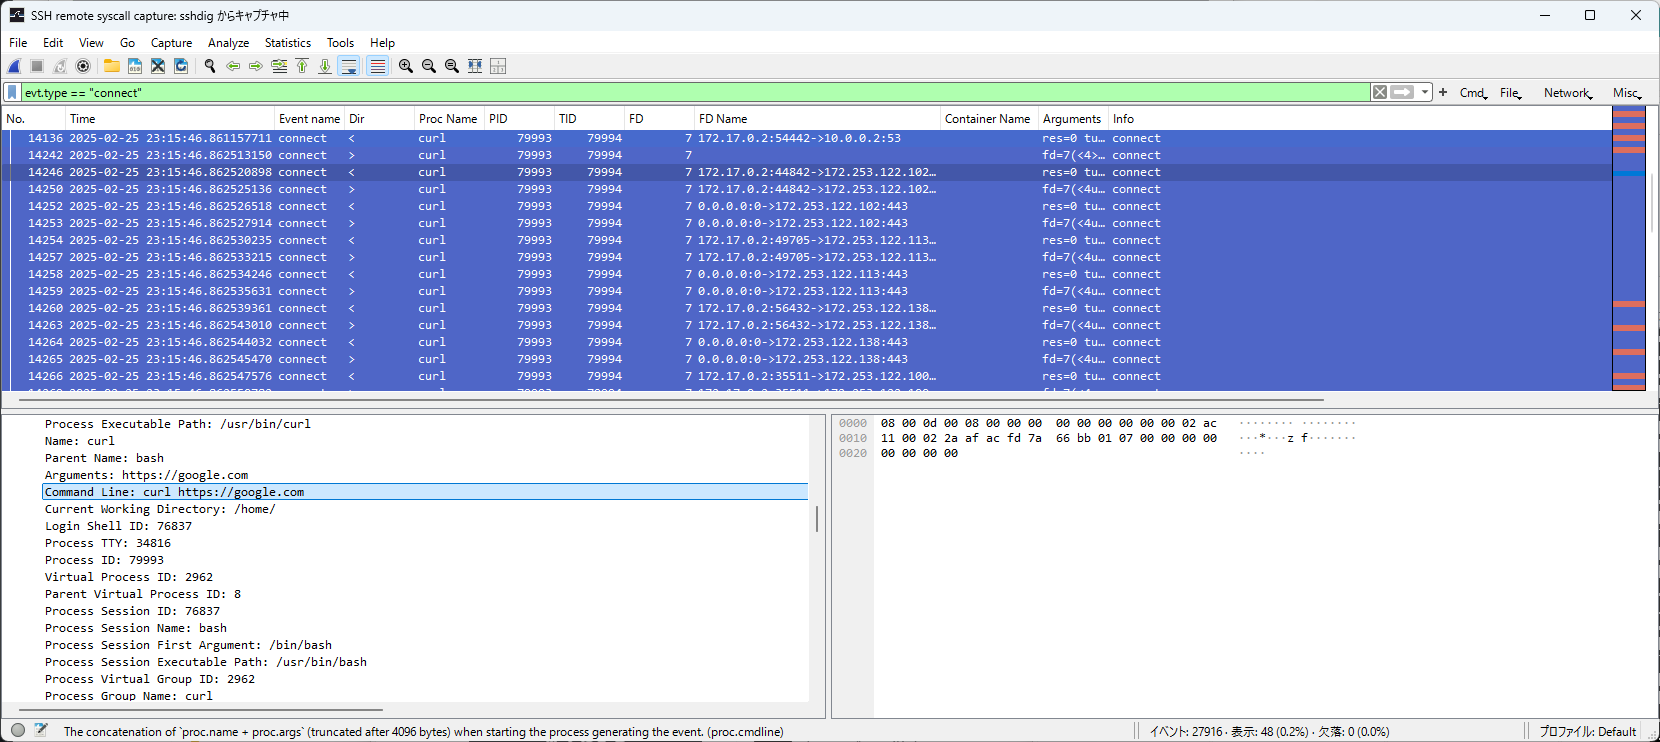 SSH remote syscall capture: sshdig からキャプチャ中
File Edit View Go Capture Analyze Statistics Tools Help
evt.type == "connect"
+ Cmd File Network Misc
No. Time Event name Dir Proc Name PID TID FD FD Name Container Name Arguments Info
14136 2025-02-25 23:15:46.861157711 connect < curl 79993 79994 7 172.17.0.2:54442->10.0.0.2:53 res=0 tu… connect
14242 2025-02-25 23:15:46.862513150 connect > curl 79993 79994 7 fd=7(<4>… connect
14246 2025-02-25 23:15:46.862520898 connect < curl 79993 79994 7 172.17.0.2:44842->172.253.122.102… res=0 tu… connect
14250 2025-02-25 23:15:46.862525136 connect > curl 79993 79994 7 172.17.0.2:44842->172.253.122.102… fd=7(<4u… connect
14252 2025-02-25 23:15:46.862526518 connect < curl 79993 79994 7 0.0.0.0:0->172.253.122.102:443 res=0 tu… connect
14253 2025-02-25 23:15:46.862527914 connect > curl 79993 79994 7 0.0.0.0:0->172.253.122.102:443 fd=7(<4u… connect
14254 2025-02-25 23:15:46.862530235 connect < curl 79993 79994 7 172.17.0.2:49705->172.253.122.113… res=0 tu… connect
14257 2025-02-25 23:15:46.862533215 connect > curl 79993 79994 7 172.17.0.2:49705->172.253.122.113… fd=7(<4u… connect
14258 2025-02-25 23:15:46.862534246 connect < curl 79993 79994 7 0.0.0.0:0->172.253.122.113:443 res=0 tu… connect
14259 2025-02-25 23:15:46.862535631 connect > curl 79993 79994 7 0.0.0.0:0->172.253.122.113:443 fd=7(<4u… connect
14260 2025-02-25 23:15:46.862539361 connect < curl 79993 79994 7 172.17.0.2:56432->172.253.122.138… res=0 tu… connect
14263 2025-02-25 23:15:46.862543010 connect > curl 79993 79994 7 172.17.0.2:56432->172.253.122.138… fd=7(<4u… connect
14264 2025-02-25 23:15:46.862544032 connect < curl 79993 79994 7 0.0.0.0:0->172.253.122.138:443 res=0 tu… connect
14265 2025-02-25 23:15:46.862545470 connect > curl 79993 79994 7 0.0.0.0:0->172.253.122.138:443 fd=7(<4u… connect
14266 2025-02-25 23:15:46.862547576 connect < curl 79993 79994 7 172.17.0.2:35511->172.253.122.100… res=0 tu… connect
Process Executable Path: /usr/bin/curl
Name: curl
Parent Name: bash
Arguments: https://google.com
Command Line: curl https://google.com
Current Working Directory: /home/
Login Shell ID: 76837
Process TTY: 34816
Process ID: 79993
Virtual Process ID: 2962
Parent Virtual Process ID: 8
Process Session ID: 76837
Process Session Name: bash
Process Session First Argument: /bin/bash
Process Session Executable Path: /usr/bin/bash
Process Virtual Group ID: 2962
Process Group Name: curl
0000 08 00 0d 00 08 00 00 00 00 00 00 00 00 00 02 ac ········ ········
0010 11 00 02 2a af ac fd 7a 66 bb 01 07 00 00 00 00 ···*···z f·······
0020 00 00 00 00 ····
The concatenation of `proc.name + proc.args` (truncated after 4096 bytes) when starting the process generating the event. (proc.cmdline)
イベント: 27916 · 表示: 48 (0.2%) · 欠落: 0 (0.0%)
プロファイル: Default